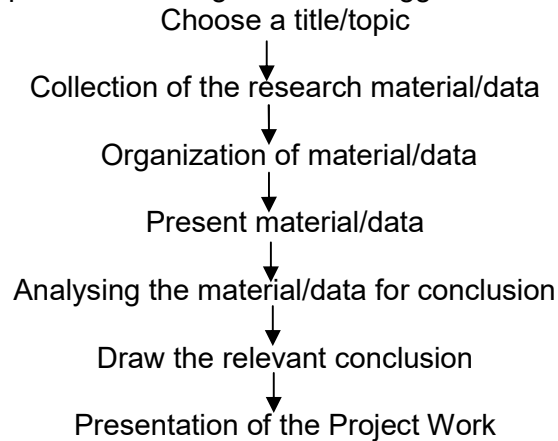 Choose a title/topic
Collection of the research material/data
Organization of material/data
Present material/data
Analysing the material/data for conclusion
Draw the relevant conclusion
Presentation of the Project Work